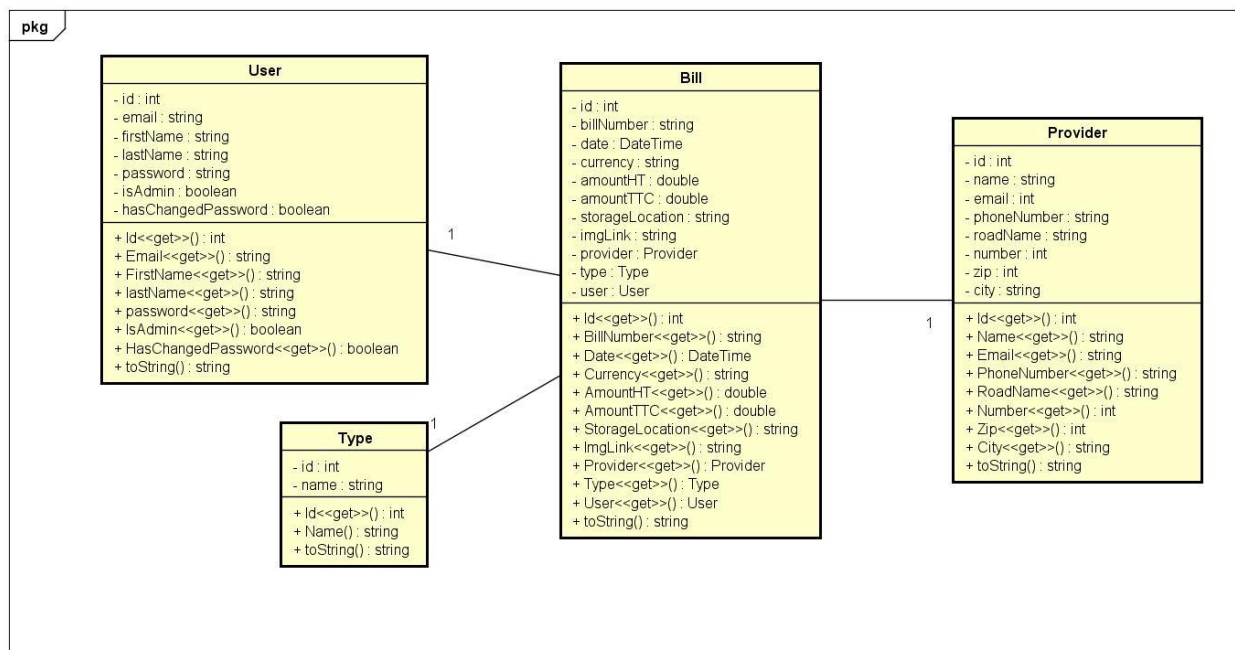 pkg
User
- id : int
- email : string
- firstName : string
- lastName : string
- password : string
- isAdmin : boolean
- hasChangedPassword : boolean
+ Id<<get>>() : int
+ Email<<get>>() : string
+ FirstName<<get>>() : string
+ lastName<<get>>() : string
+ password<<get>>() : string
+ IsAdmin<<get>>() : boolean
+ HasChangedPassword<<get>>() : boolean
+ toString() : string
1
Type
- id : int
- name : string
+ Id<<get>>() : int
+ Name() : string
+ toString() : string
1
Bill
- id : int
- billNumber : string
- date : DateTime
- currency : string
- amountHT : double
- amountTTC : double
- storageLocation : string
- imgLink : string
- provider : Provider
- type : Type
- user : User
+ Id<<get>>() : int
+ BillNumber<<get>>() : string
+ Date<<get>>() : DateTime
+ Currency<<get>>() : string
+ AmountHT<<get>>() : double
+ AmountTTC<<get>>() : double
+ StorageLocation<<get>>() : string
+ ImgLink<<get>>() : string
+ Provider<<get>>() : Provider
+ Type<<get>>() : Type
+ User<<get>>() : User
+ toString() : string
1
Provider
- id : int
- name : string
- email : int
- phoneNumber : string
- roadName : string
- number : int
- zip : int
- city : string
+ Id<<get>>() : int
+ Name<<get>>() : string
+ Email<<get>>() : string
+ PhoneNumber<<get>>() : string
+ RoadName<<get>>() : string
+ Number<<get>>() : int
+ Zip<<get>>() : int
+ City<<get>>() : string
+ toString() : string